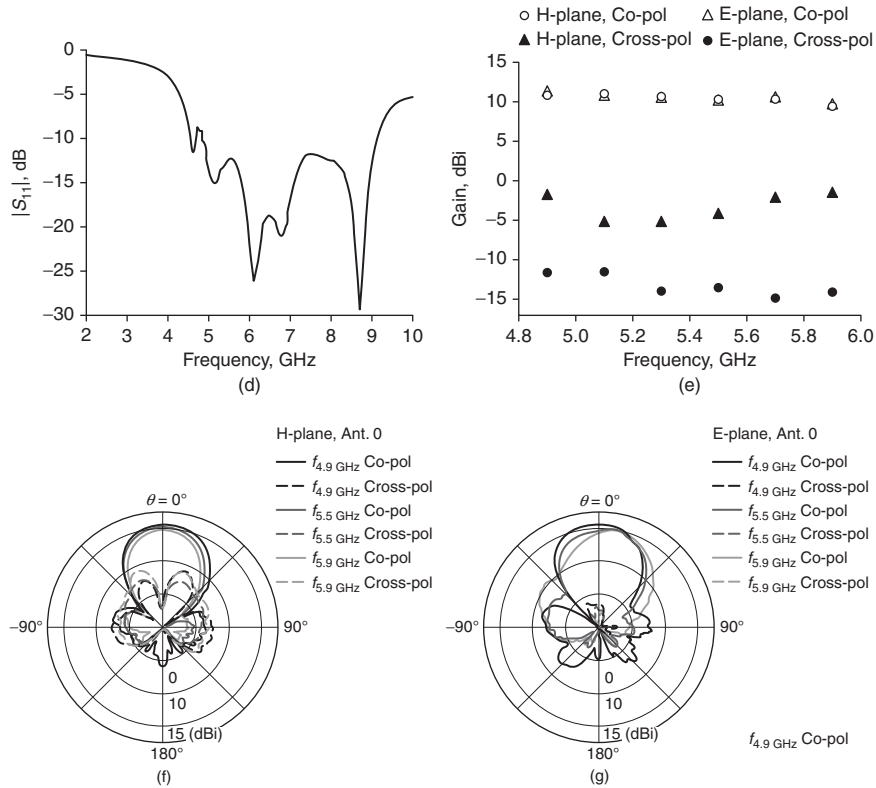 0
−5
−10
−15
−20
−25
−30
|S11|, dB
2 3 4 5 6 7 8 9 10
Frequency, GHz
(d)
H-plane, Co-pol
E-plane, Co-pol
H-plane, Cross-pol
E-plane, Cross-pol
15
10
5
0
−5
−10
−15
Gain, dBi
4.8 5.0 5.2 5.4 5.6 5.8 6.0
Frequency, GHz
(e)
H-plane, Ant. 0
f4.9 GHz Co-pol
f4.9 GHz Cross-pol
f5.5 GHz Co-pol
f5.5 GHz Cross-pol
f5.9 GHz Co-pol
f5.9 GHz Cross-pol
θ = 0°
−90°
90°
0
10
15 (dBi)
180°
(f)
E-plane, Ant. 0
f4.9 GHz Co-pol
f4.9 GHz Cross-pol
f5.5 GHz Co-pol
f5.5 GHz Cross-pol
f5.9 GHz Co-pol
f5.9 GHz Cross-pol
θ = 0°
−90°
90°
0
10
15 (dBi)
180°
(g)
f4.9 GHz Co-pol